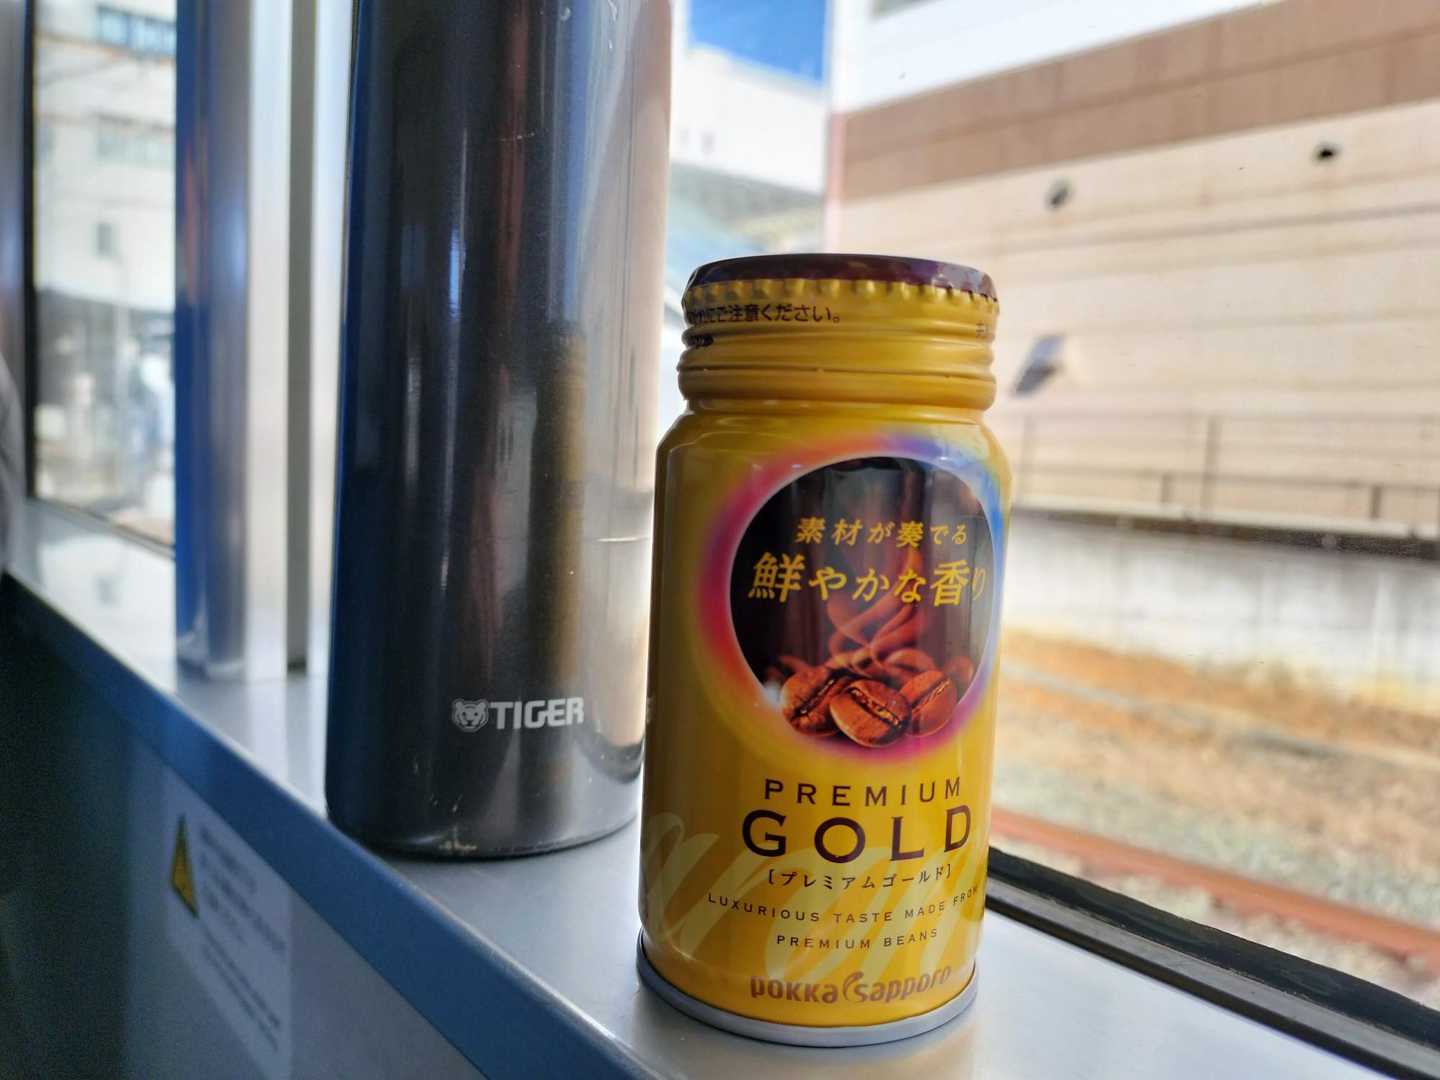 にご注意ください。
素材が奏でる
鮮やかな香り
PREMIUM
GOLD
[プレミアムゴールド]
LUXURIOUS TASTE MADE FROM
PREMIUM BEANS
pokka sapporo
TIGER